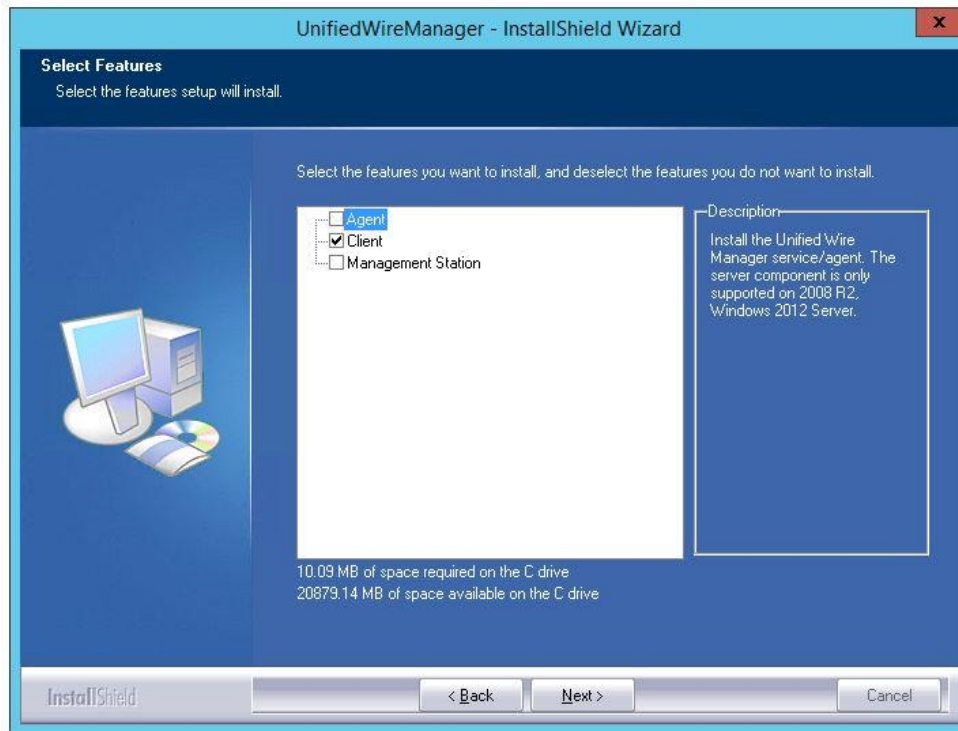 UnifiedWireManager - InstallShield Wizard
x
Select Features
Select the features setup will install.
Select the features you want to install, and deselect the features you do not want to install.
Agent
Client
Management Station
Description
Install the Unified Wire
Manager service/agent. The
server component is only
supported on 2008 R2,
Windows 2012 Server.
10.09 MB of space required on the C drive
20879.14 MB of space available on the C drive
InstallShield
< Back
Next >
Cancel